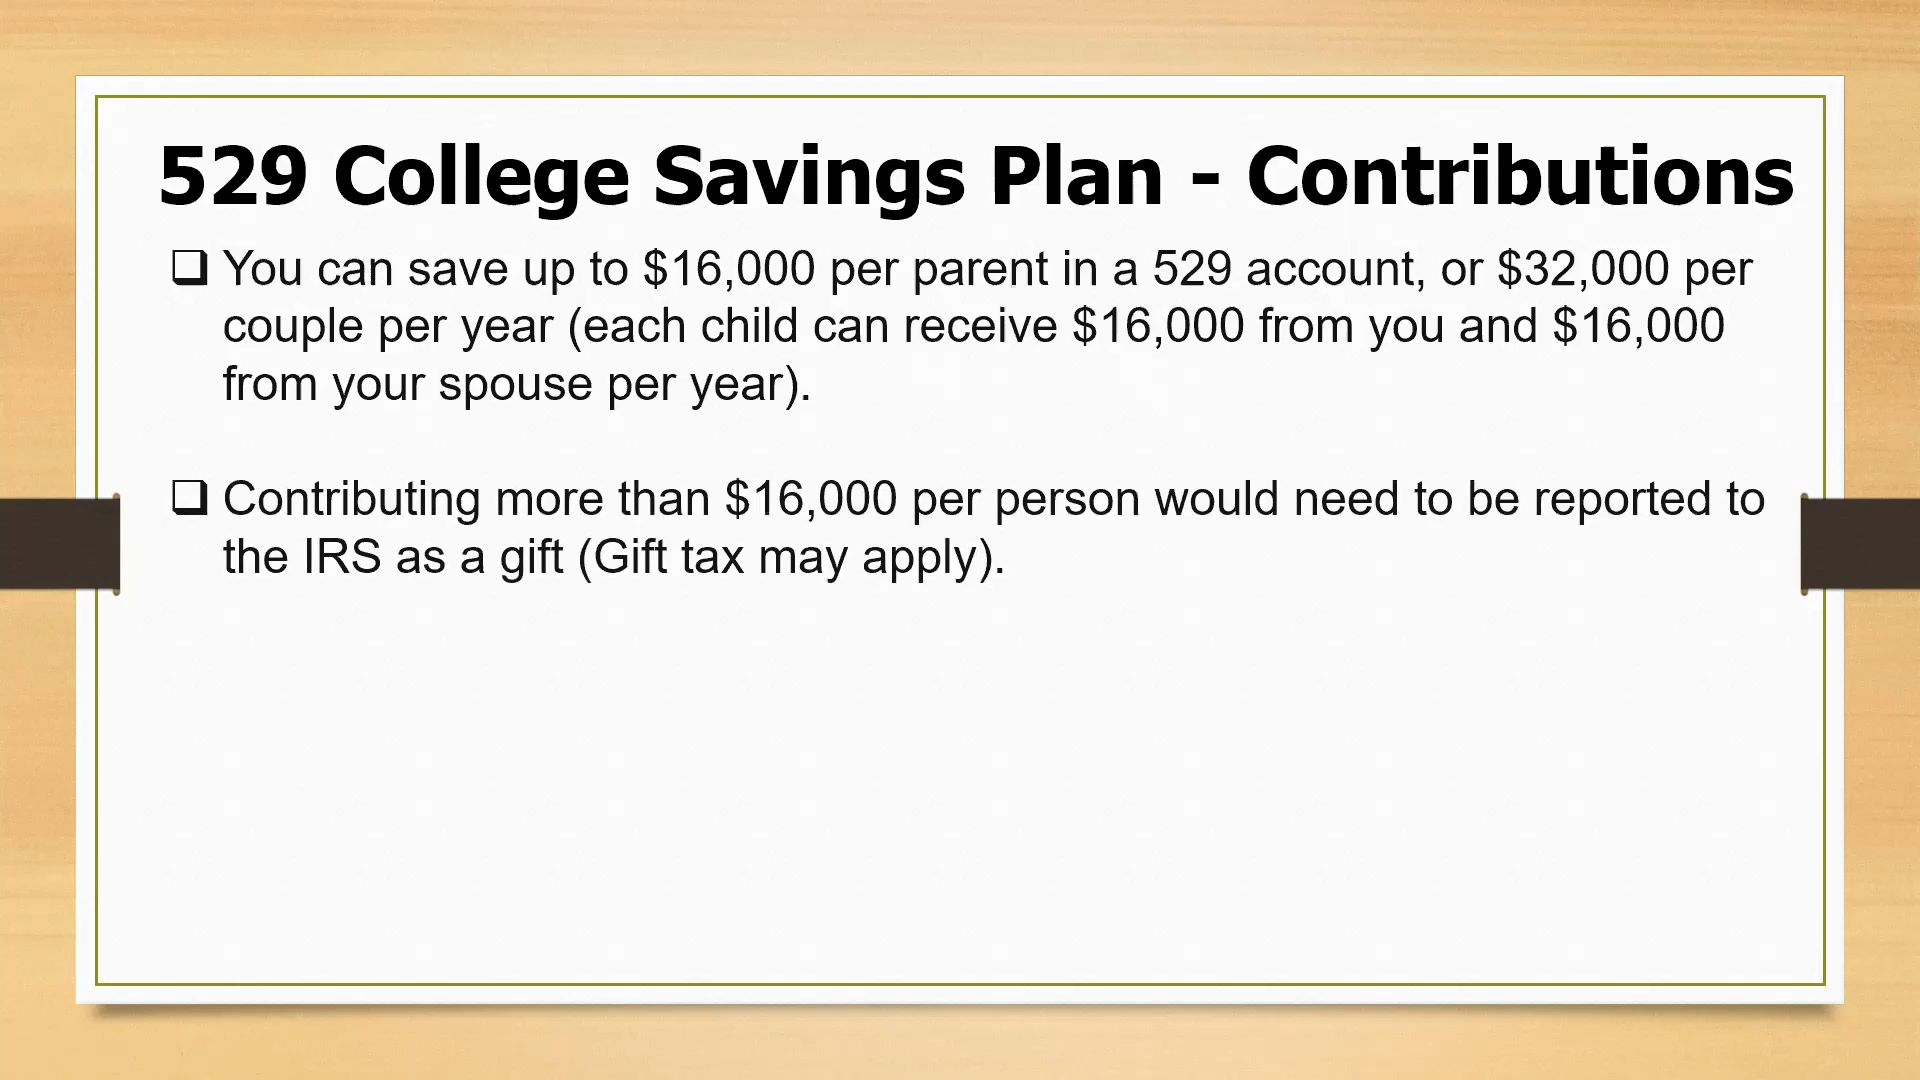 529 College Savings Plan - Contributions
❑ You can save up to $16,000 per parent in a 529 account, or $32,000 per
couple per year (each child can receive $16,000 from you and $16,000
from your spouse per year).
❑ Contributing more than $16,000 per person would need to be reported to
the IRS as a gift (Gift tax may apply).